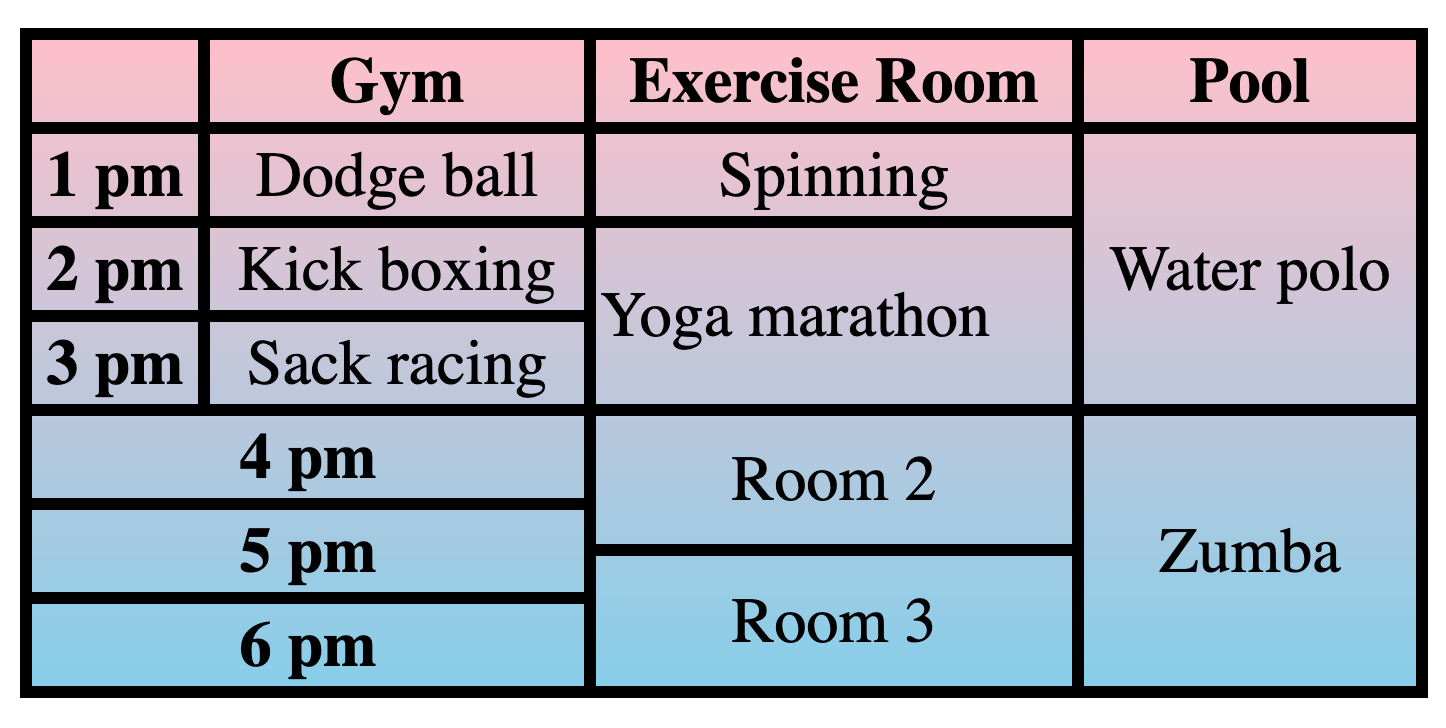 Gym Exercise Room Pool
1 pm Dodge ball Spinning
Water polo
2 pm Kick boxing
Yoga marathon
3 pm Sack racing
4 pm
Room 2
5 pm
Zumba
Room 3
6 pm